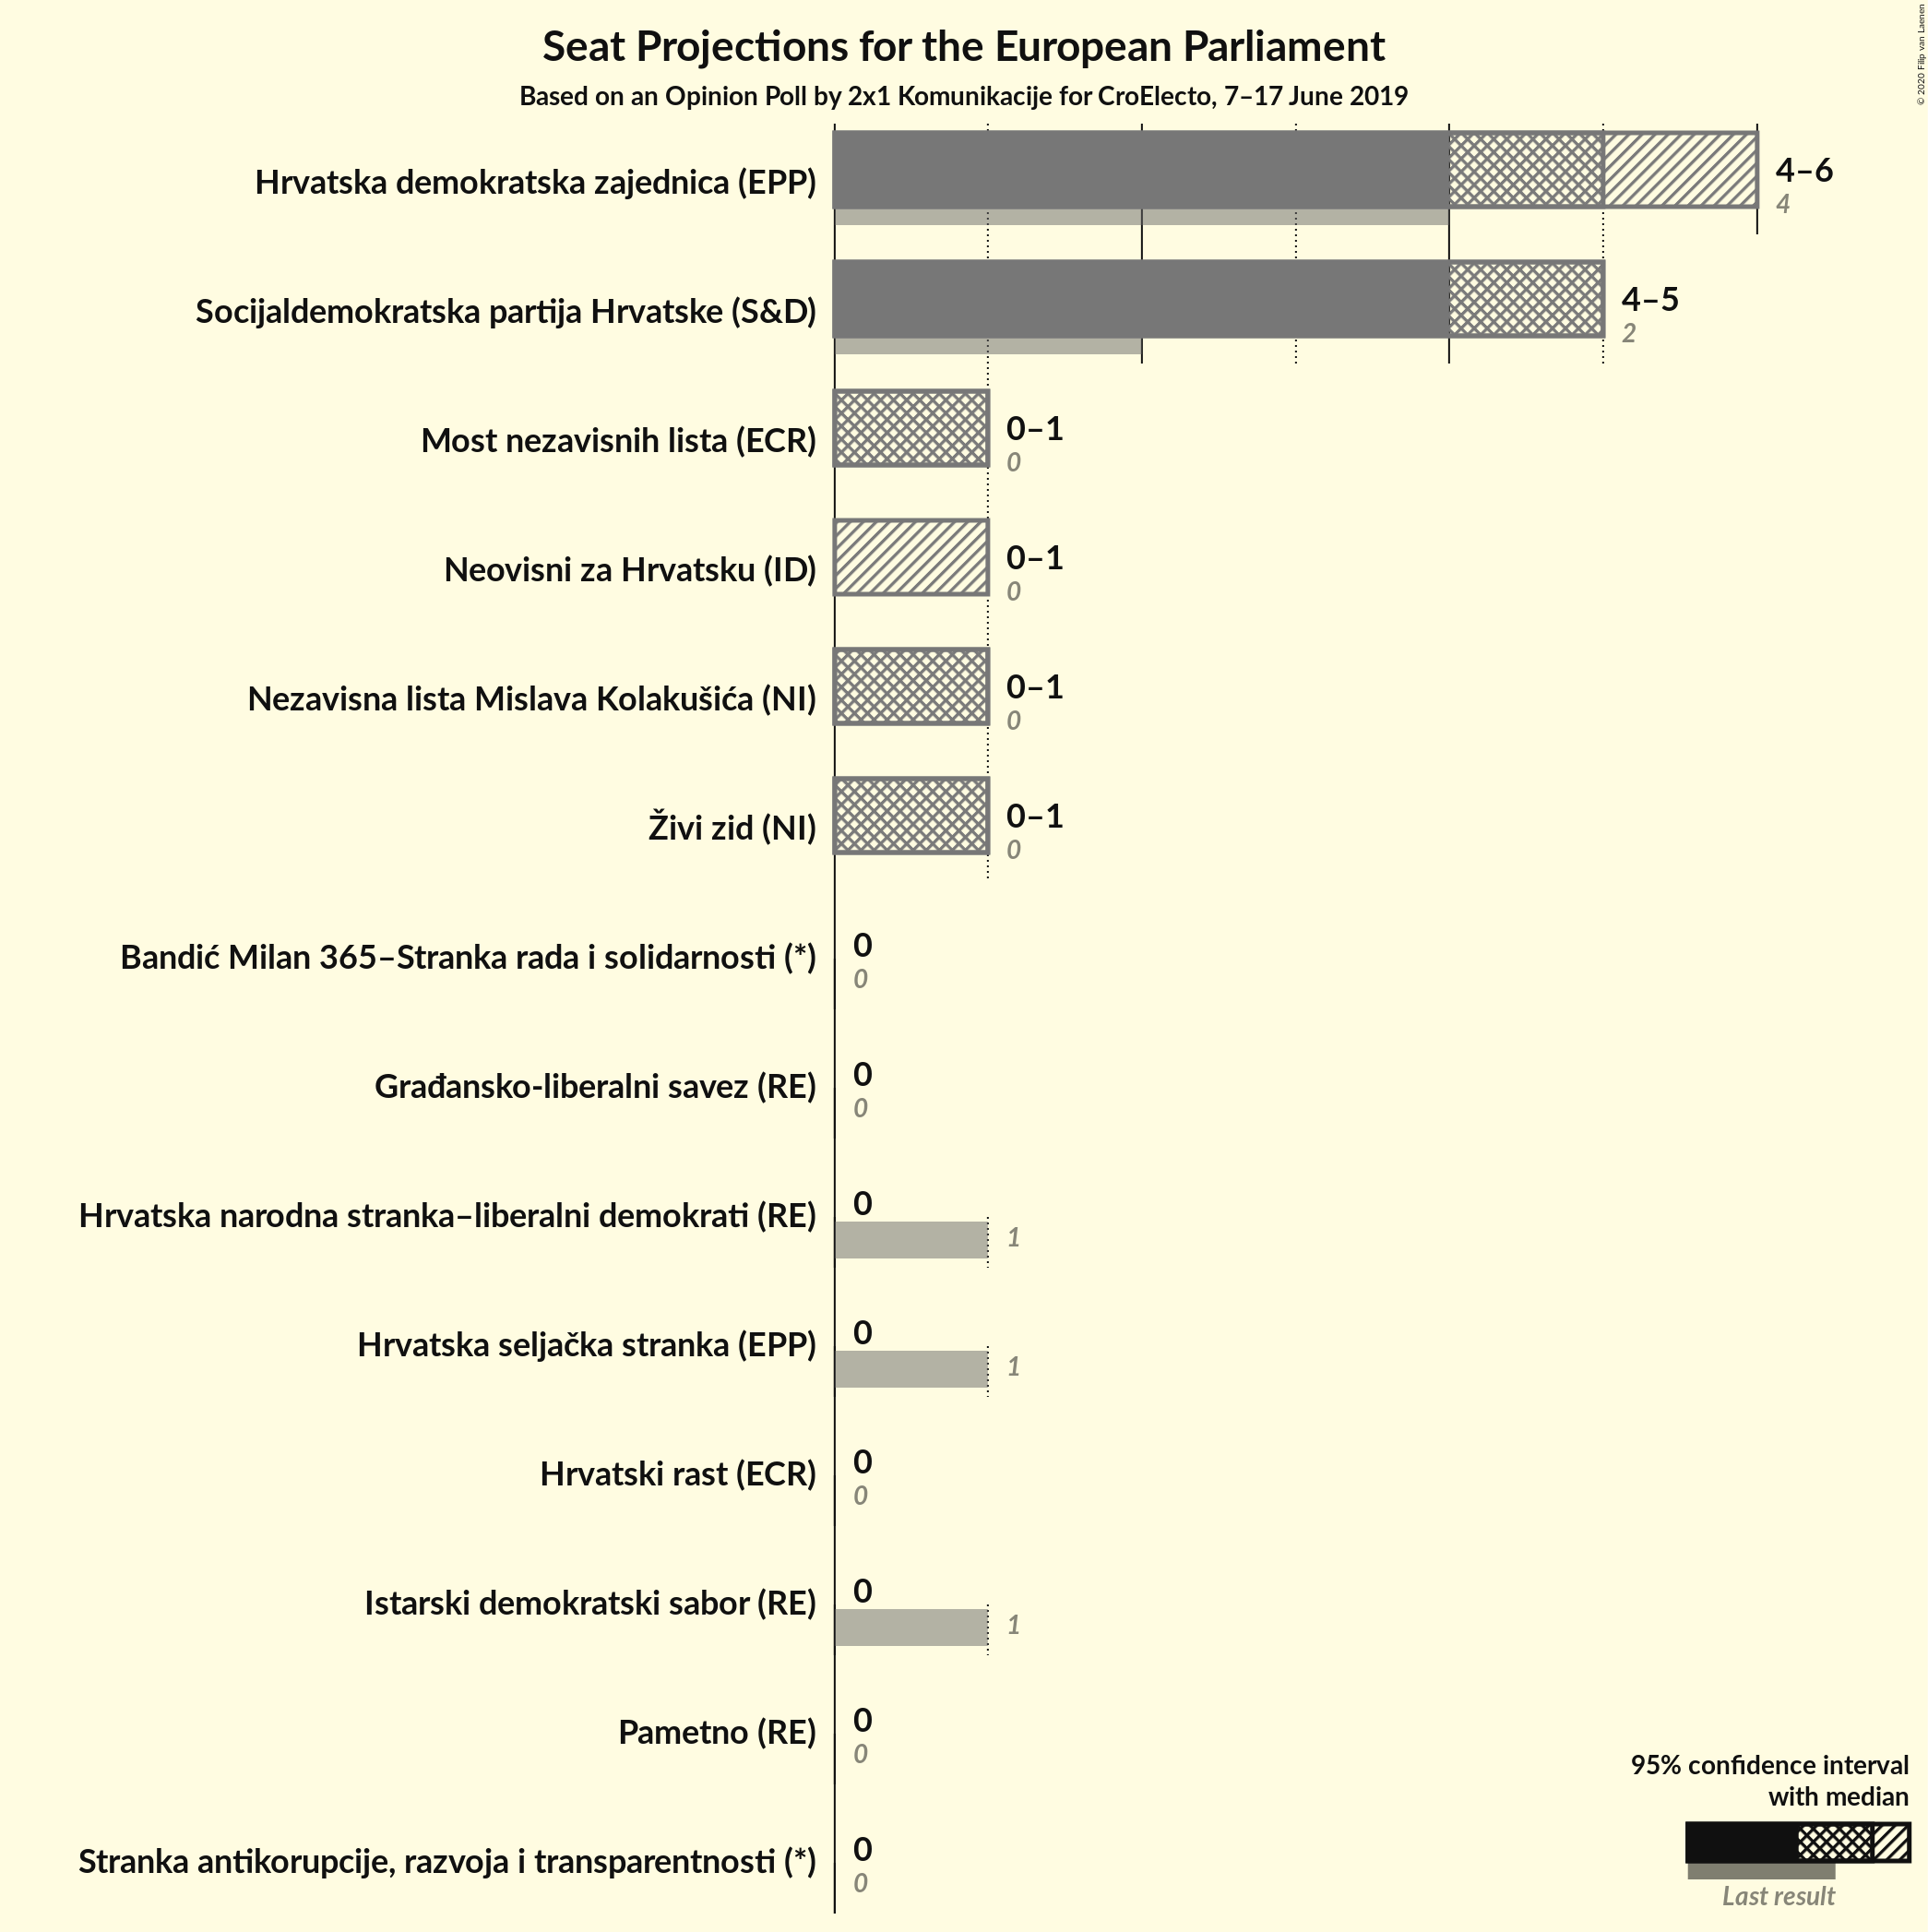 Seat Projections for the European Parliament
Based on an Opinion Poll by 2x1 Komunikacije for CroElecto, 7–17 June 2019
© 2020 Filip van Laenen
Hrvatska demokratska zajednica (EPP)
4–6
4
Socijaldemokratska partija Hrvatske (S&D)
4–5
2
Most nezavisnih lista (ECR)
0–1
0
Neovisni za Hrvatsku (ID)
0–1
0
Nezavisna lista Mislava Kolakušića (NI)
0–1
0
Živi zid (NI)
0–1
0
Bandić Milan 365–Stranka rada i solidarnosti (*)
0
0
Građansko-liberalni savez (RE)
0
0
Hrvatska narodna stranka–liberalni demokrati (RE)
0
1
Hrvatska seljačka stranka (EPP)
0
1
Hrvatski rast (ECR)
0
0
Istarski demokratski sabor (RE)
0
1
Pametno (RE)
0
0
Stranka antikorupcije, razvoja i transparentnosti (*)
0
0
95% confidence interval
with median
Last result